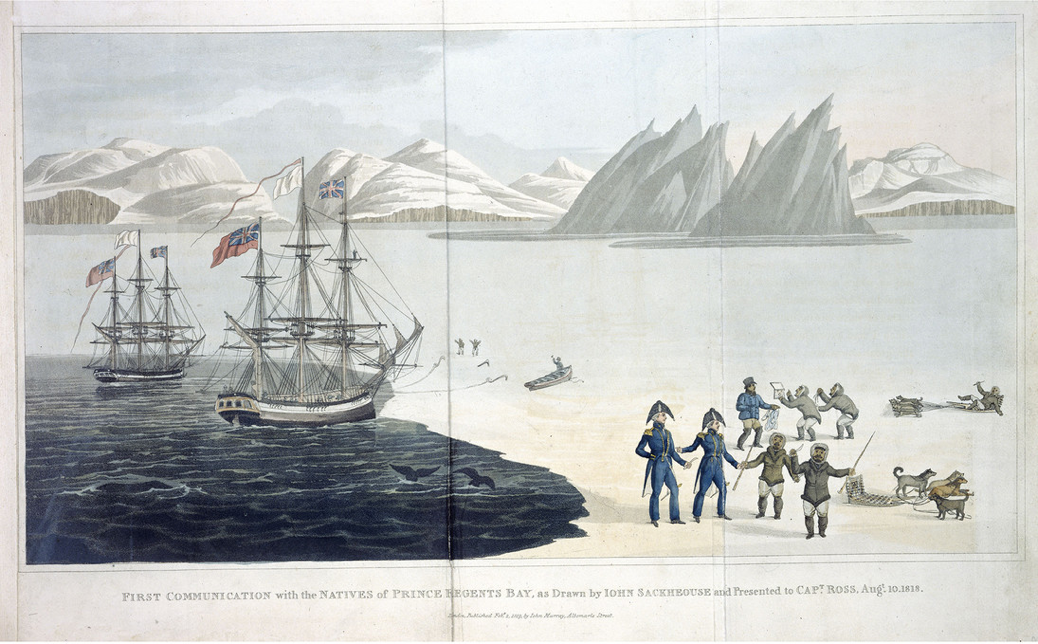 FIRST COMMUNICATION with the NATIVES of PRINCE REGENTS BAY, as Drawn by IOHN SACKHEOUSE and Presented to CAPT. ROSS, Augt. 10.1818.
London, Published Feb. 1, 1819, by John Murray, Albemarle Street.